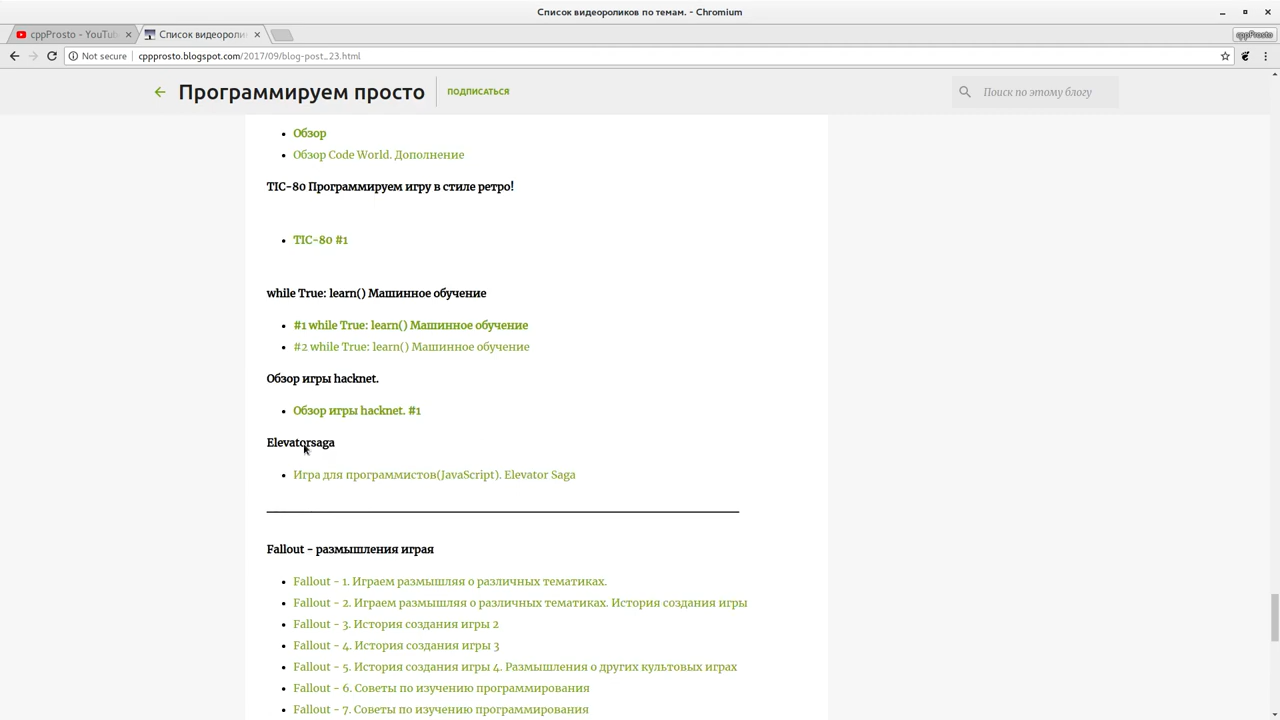 Список видеороликов по темам. - Chromium
cppProsto - YouTub
Список видеороли
cppProsto
Not secure
cppprosto.blogspot.com/2017/09/blog-post_23.html
Программируем просто
ПОДПИСАТЬСЯ
Поиск по этому блогу
Обзор
Обзор Code World. Дополнение
TIC-80 Программируем игру в стиле ретро!
TIC-80 #1
while True: learn() Машинное обучение
#1 while True: learn() Машинное обучение
#2 while True: learn() Машинное обучение
Обзор игры hacknet.
Обзор игры hacknet. #1
Elevatorsaga
Игра для программистов(JavaScript). Elevator Saga
Fallout - размышления играя
Fallout - 1. Играем размышляя о различных тематиках.
Fallout - 2. Играем размышляя о различных тематиках. История создания игры
Fallout - 3. История создания игры 2
Fallout - 4. История создания игры 3
Fallout - 5. История создания игры 4. Размышления о других культовых играх
Fallout - 6. Советы по изучению программирования
Fallout - 7. Советы по изучению программирования